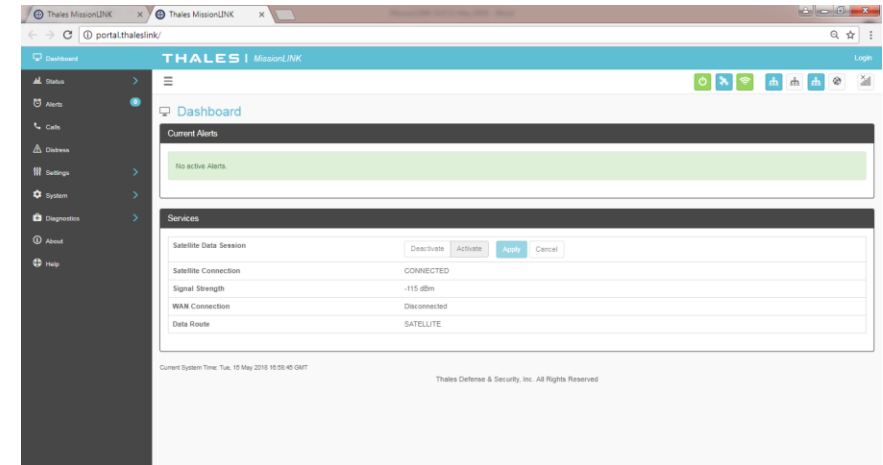 Thales MissionLINK
Thales MissionLINK
portal.thaleslink/
Dashboard
THALES | MissionLINK
Login
Status
Alerts
0
Calls
Distress
Settings
System
Diagnostics
About
Help
Dashboard
Current Alerts
No active Alerts.
Services
Satellite Data Session
Deactivate Activate Apply Cancel
Satellite Connection CONNECTED
Signal Strength -115 dBm
WAN Connection Disconnected
Data Route SATELLITE
Current System Time: Tue, 15 May 2018 16:59:45 GMT
Thales Defense & Security, Inc. All Rights Reserved